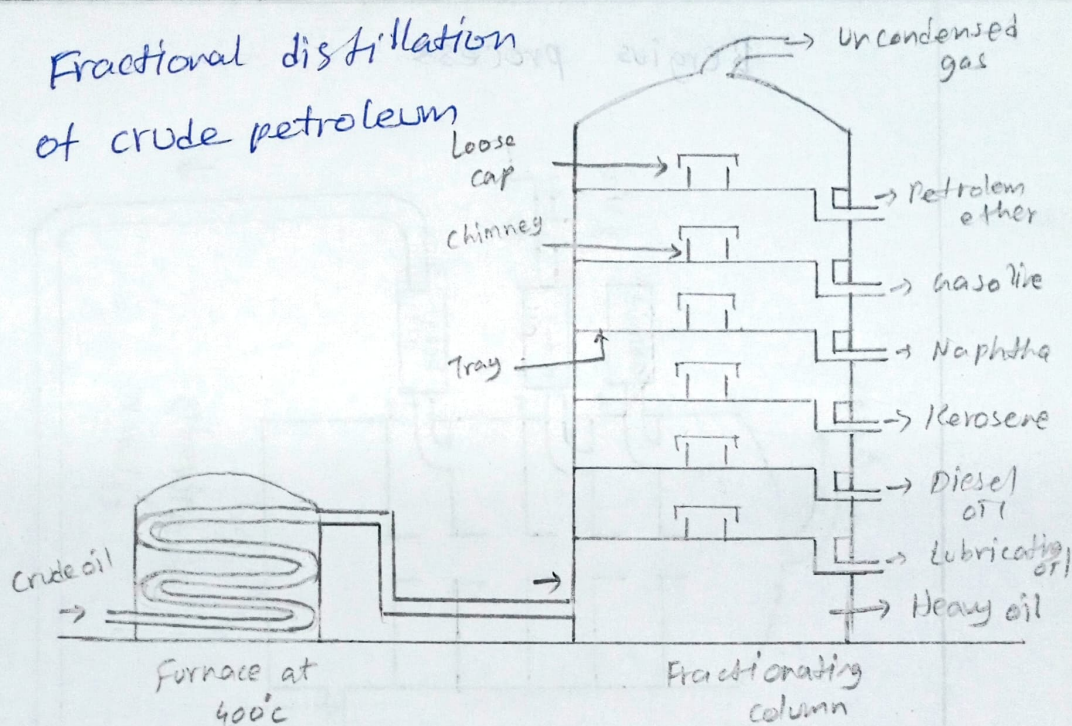 Fractional distillation
of crude petroleum
Uncondensed
gas
Loose
cap
Petrolem
ether
Chimney
Gasoline
Tray
Naphtha
Kerosene
Diesel
oil
Lubricating
oil
Heavy oil
Crude oil
Furnace at
400°C
Fractionating
column